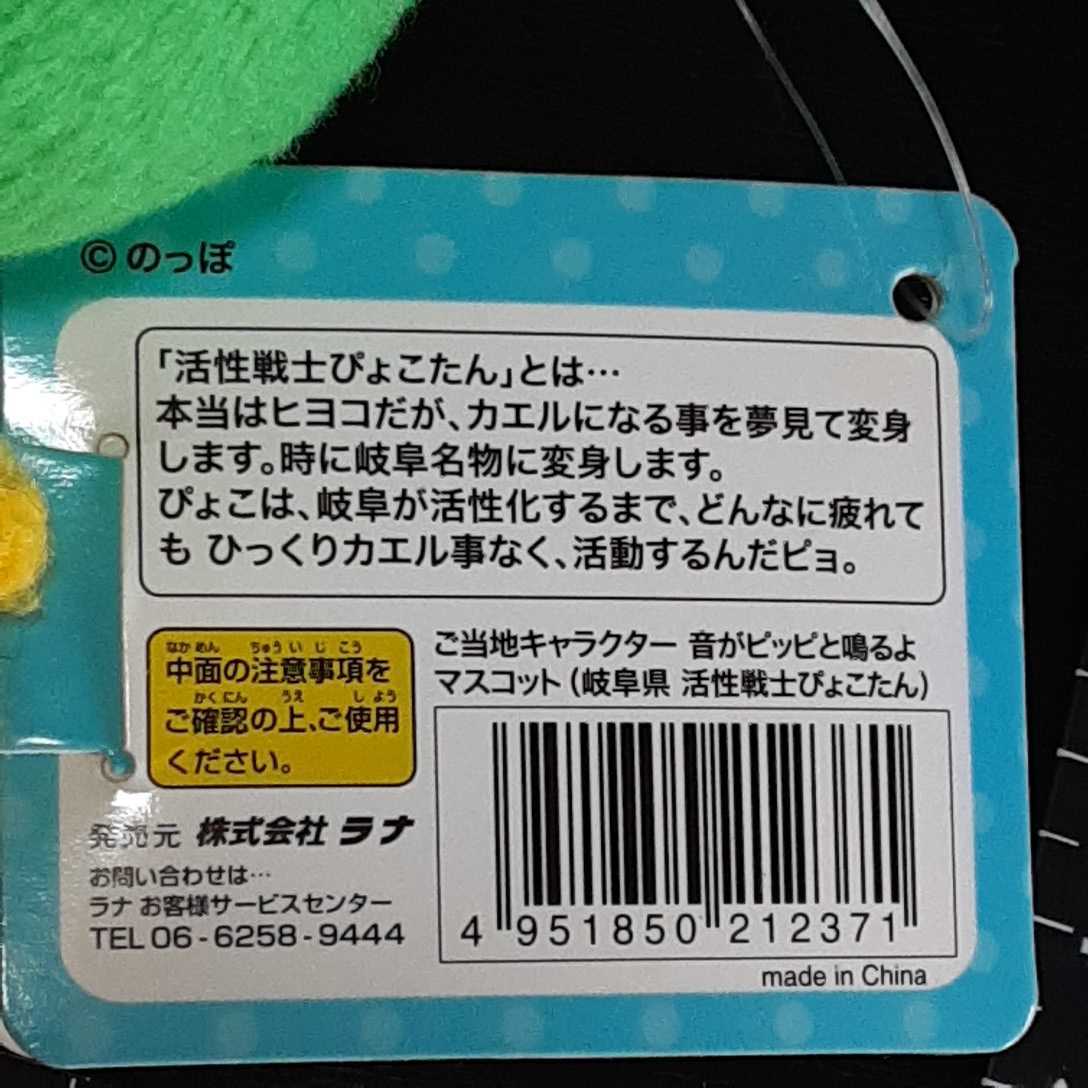 © のっぽ
「活性戦士ぴょこたん」とは…
本当はヒヨコだが、カエルになる事を夢見て変身
します。時に岐阜名物に変身します。
ぴょこは、岐阜が活性化するまで、どんなに疲れて
も ひっくりカエル事なく、活動するんだピョ。
なかめん ちゅういじこう
中面の注意事項を
かくにん うえ しよう
ご確認の上、ご使用
ください。
ご当地キャラクター 音がピッピと鳴るよ
マスコット（岐阜県 活性戦士ぴょこたん）
4 951850 212371
made in China
発売元 株式会社 ラナ
お問い合わせは…
ラナ お客様サービスセンター
TEL 06-6258-9444